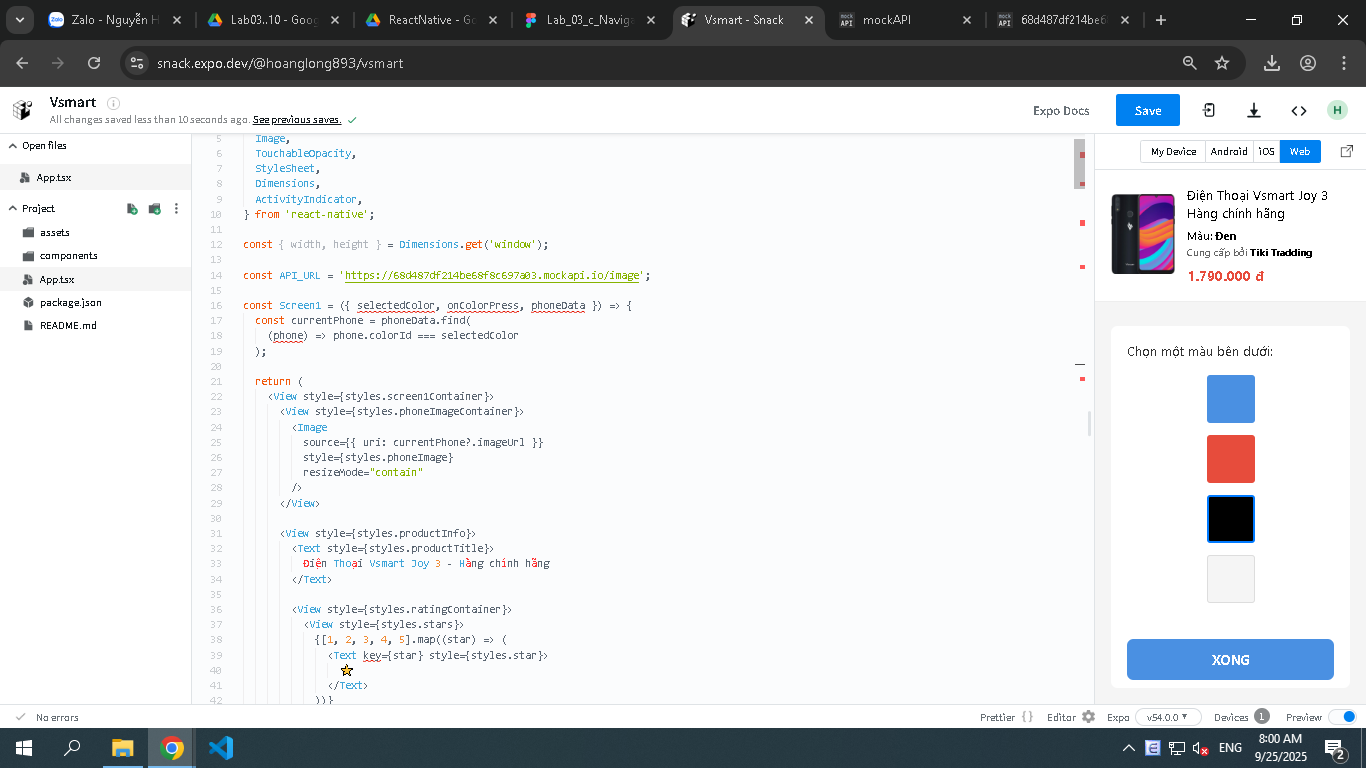 Zalo - Nguyễn H
Lab03..10 - Goo
ReactNative - Go
Lab_03_c_Naviga
Vsmart - Snack
mockAPI
68d487df214be6
snack.expo.dev/@hoanglong893/vsmart
Vsmart
All changes saved less than 10 seconds ago. See previous saves.
Expo Docs
Save
H
Open files
App.tsx
Project
assets
components
App.tsx
package.json
README.md
5 Image,
6 TouchableOpacity,
7 StyleSheet,
8 Dimensions,
9 ActivityIndicator,
10 } from 'react-native';
11
12 const { width, height } = Dimensions.get('window');
13
14 const API_URL = 'https://68d487df214be68f8c697a03.mockapi.io/image';
15
16 const Screen1 = ({ selectedColor, onColorPress, phoneData }) => {
17 const currentPhone = phoneData.find(
18 (phone) => phone.colorId === selectedColor
19 );
20
21 return (
22 <View style={styles.screen1Container}>
23 <View style={styles.phoneImageContainer}>
24 <Image
25 source={{ uri: currentPhone?.imageUrl }}
26 style={styles.phoneImage}
27 resizeMode="contain"
28 />
29 </View>
30
31 <View style={styles.productInfo}>
32 <Text style={styles.productTitle}>
33 Điện Thoại Vsmart Joy 3 - Hàng chính hãng
34 </Text>
35
36 <View style={styles.ratingContainer}>
37 <View style={styles.stars}>
38 {[1, 2, 3, 4, 5].map((star) => (
39 <Text key={star} style={styles.star}>
40 ⭐
41 </Text>
42 ))}
My Device
Android
iOS
Web
Điện Thoại Vsmart Joy 3
Hàng chính hãng
Màu: Đen
Cung cấp bởi Tiki Tradding
1.790.000 đ
Chọn một màu bên dưới:
XONG
No errors
Prettier { }
Editor
Expo
v54.0.0
Devices 1
Preview
ENG
8:00 AM
9/25/2025
2